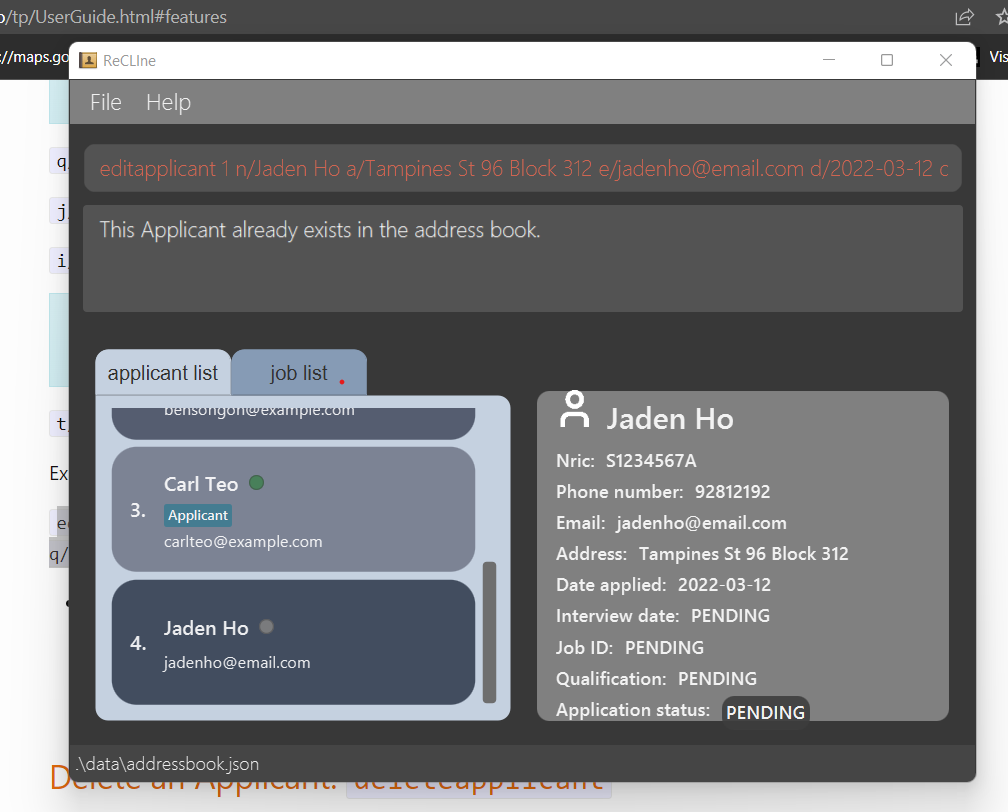 /tp/UserGuide.html#features
://maps.go
Vis
ReCLIne
File Help
editapplicant 1 n/Jaden Ho a/Tampines St 96 Block 312 e/jadenho@email.com d/2022-03-12 c
This Applicant already exists in the address book.
q/
j/
i/
t/
Ex
e
q/
applicant list
job list
bensongoh@example.com
3.
Carl Teo
Applicant
carlteo@example.com
4.
Jaden Ho
jadenho@email.com
Jaden Ho
Nric: S1234567A
Phone number: 92812192
Email: jadenho@email.com
Address: Tampines St 96 Block 312
Date applied: 2022-03-12
Interview date: PENDING
Job ID: PENDING
Qualification: PENDING
Application status: PENDING
.\data\addressbook.json
Delete an Applicant: deleteapplicant